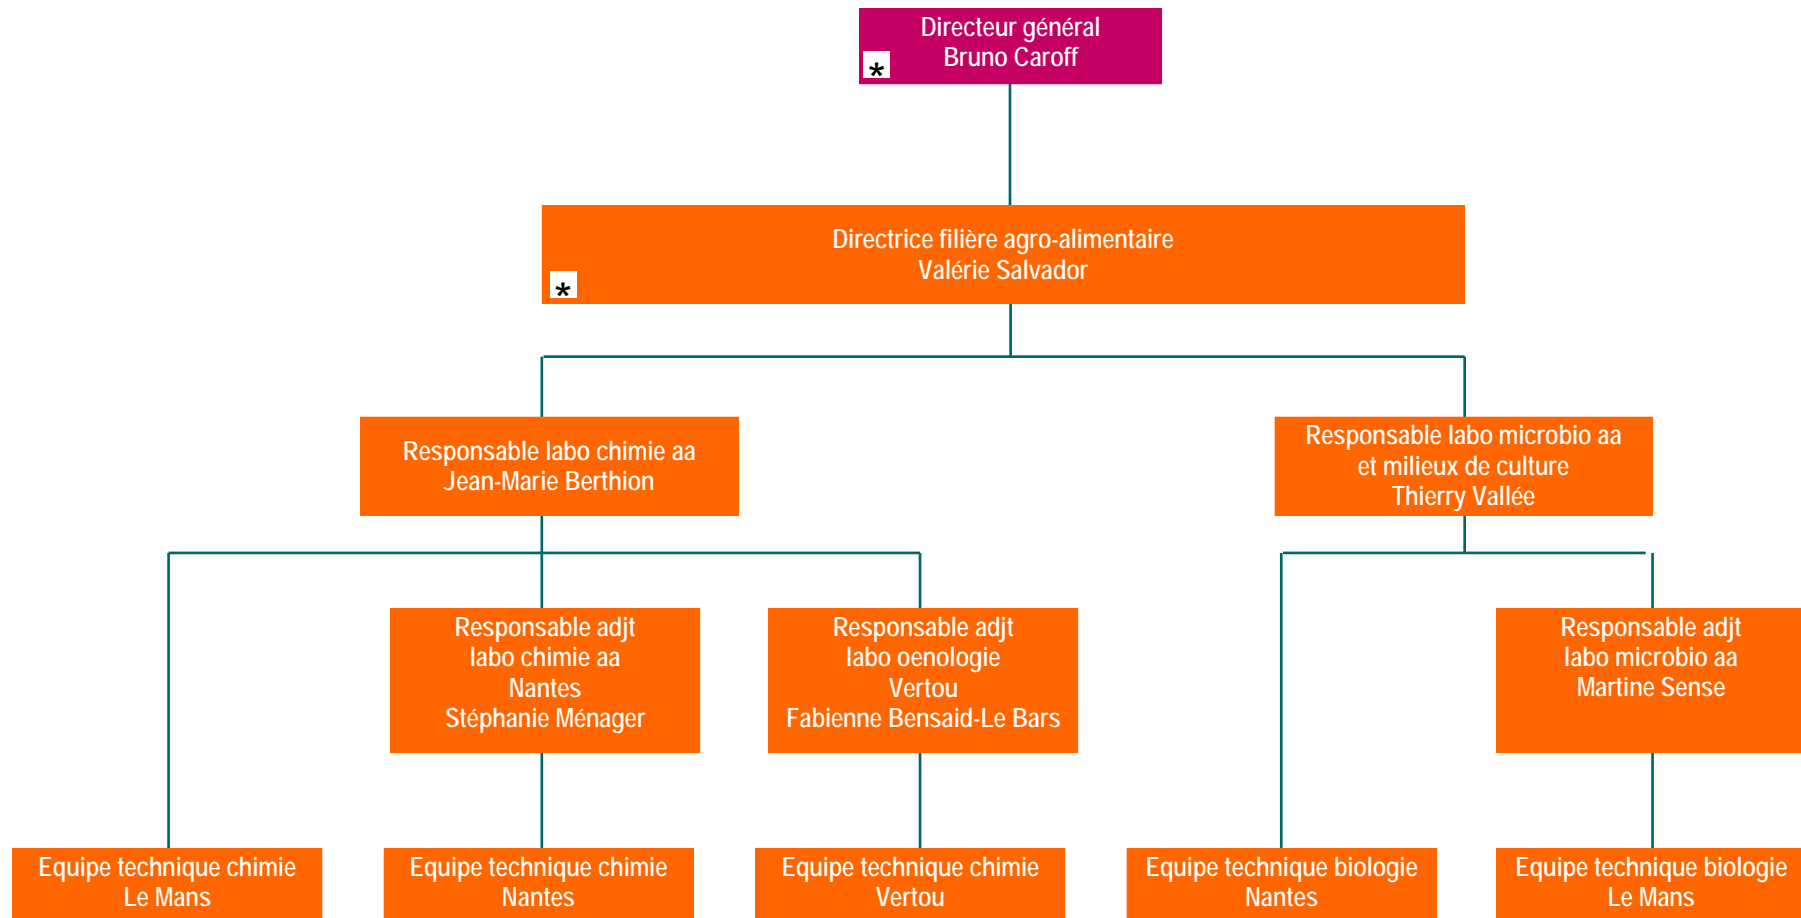 Directeur général
Bruno Caroff
*
Directrice filière agro-alimentaire
Valérie Salvador
*
Responsable labo chimie aa
Jean-Marie Berthion
Responsable labo microbio aa
et milieux de culture
Thierry Vallée
Responsable adjt
labo chimie aa
Nantes
Stéphanie Ménager
Responsable adjt
labo oenologie
Vertou
Fabienne Bensaid-Le Bars
Responsable adjt
labo microbio aa
Martine Sense
Equipe technique chimie
Le Mans
Equipe technique chimie
Nantes
Equipe technique chimie
Vertou
Equipe technique biologie
Nantes
Equipe technique biologie
Le Mans